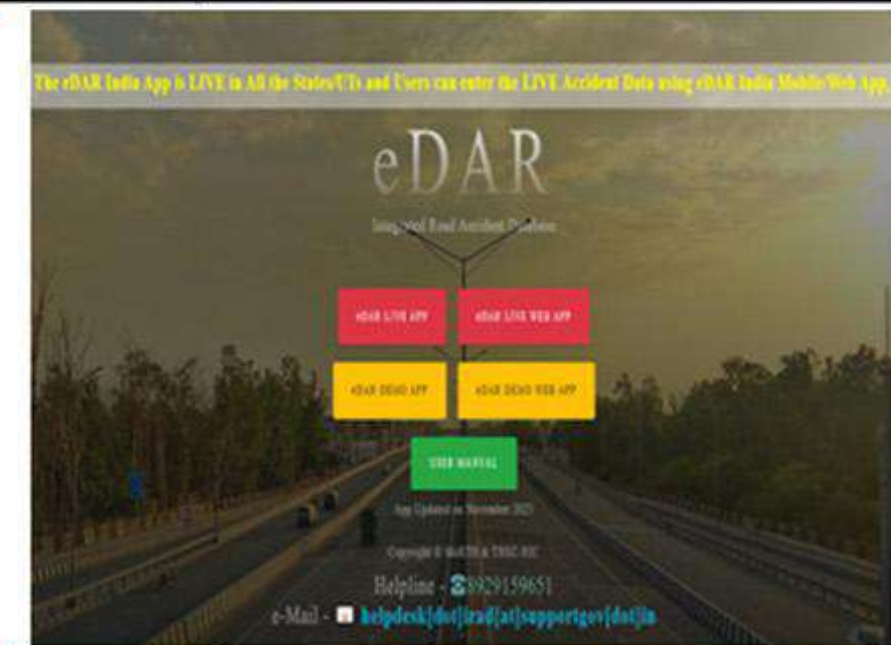 The eDAR India App is LIVE in All the States/UTs and Users can enter the LIVE Accident Data using eDAR India Mobile/Web App,
eDAR
Integrated Road Accident Database
eDAR LIVE APP
eDAR LIVE WEB APP
eDAR DEMO APP
eDAR DEMO WEB APP
USER MANUAL
App Updated on November 2025
Copyright © MoRTH &
Helpline - ☎8929159651
e-Mail - helpdesk[dot]irad[at]supportgov[dot]in